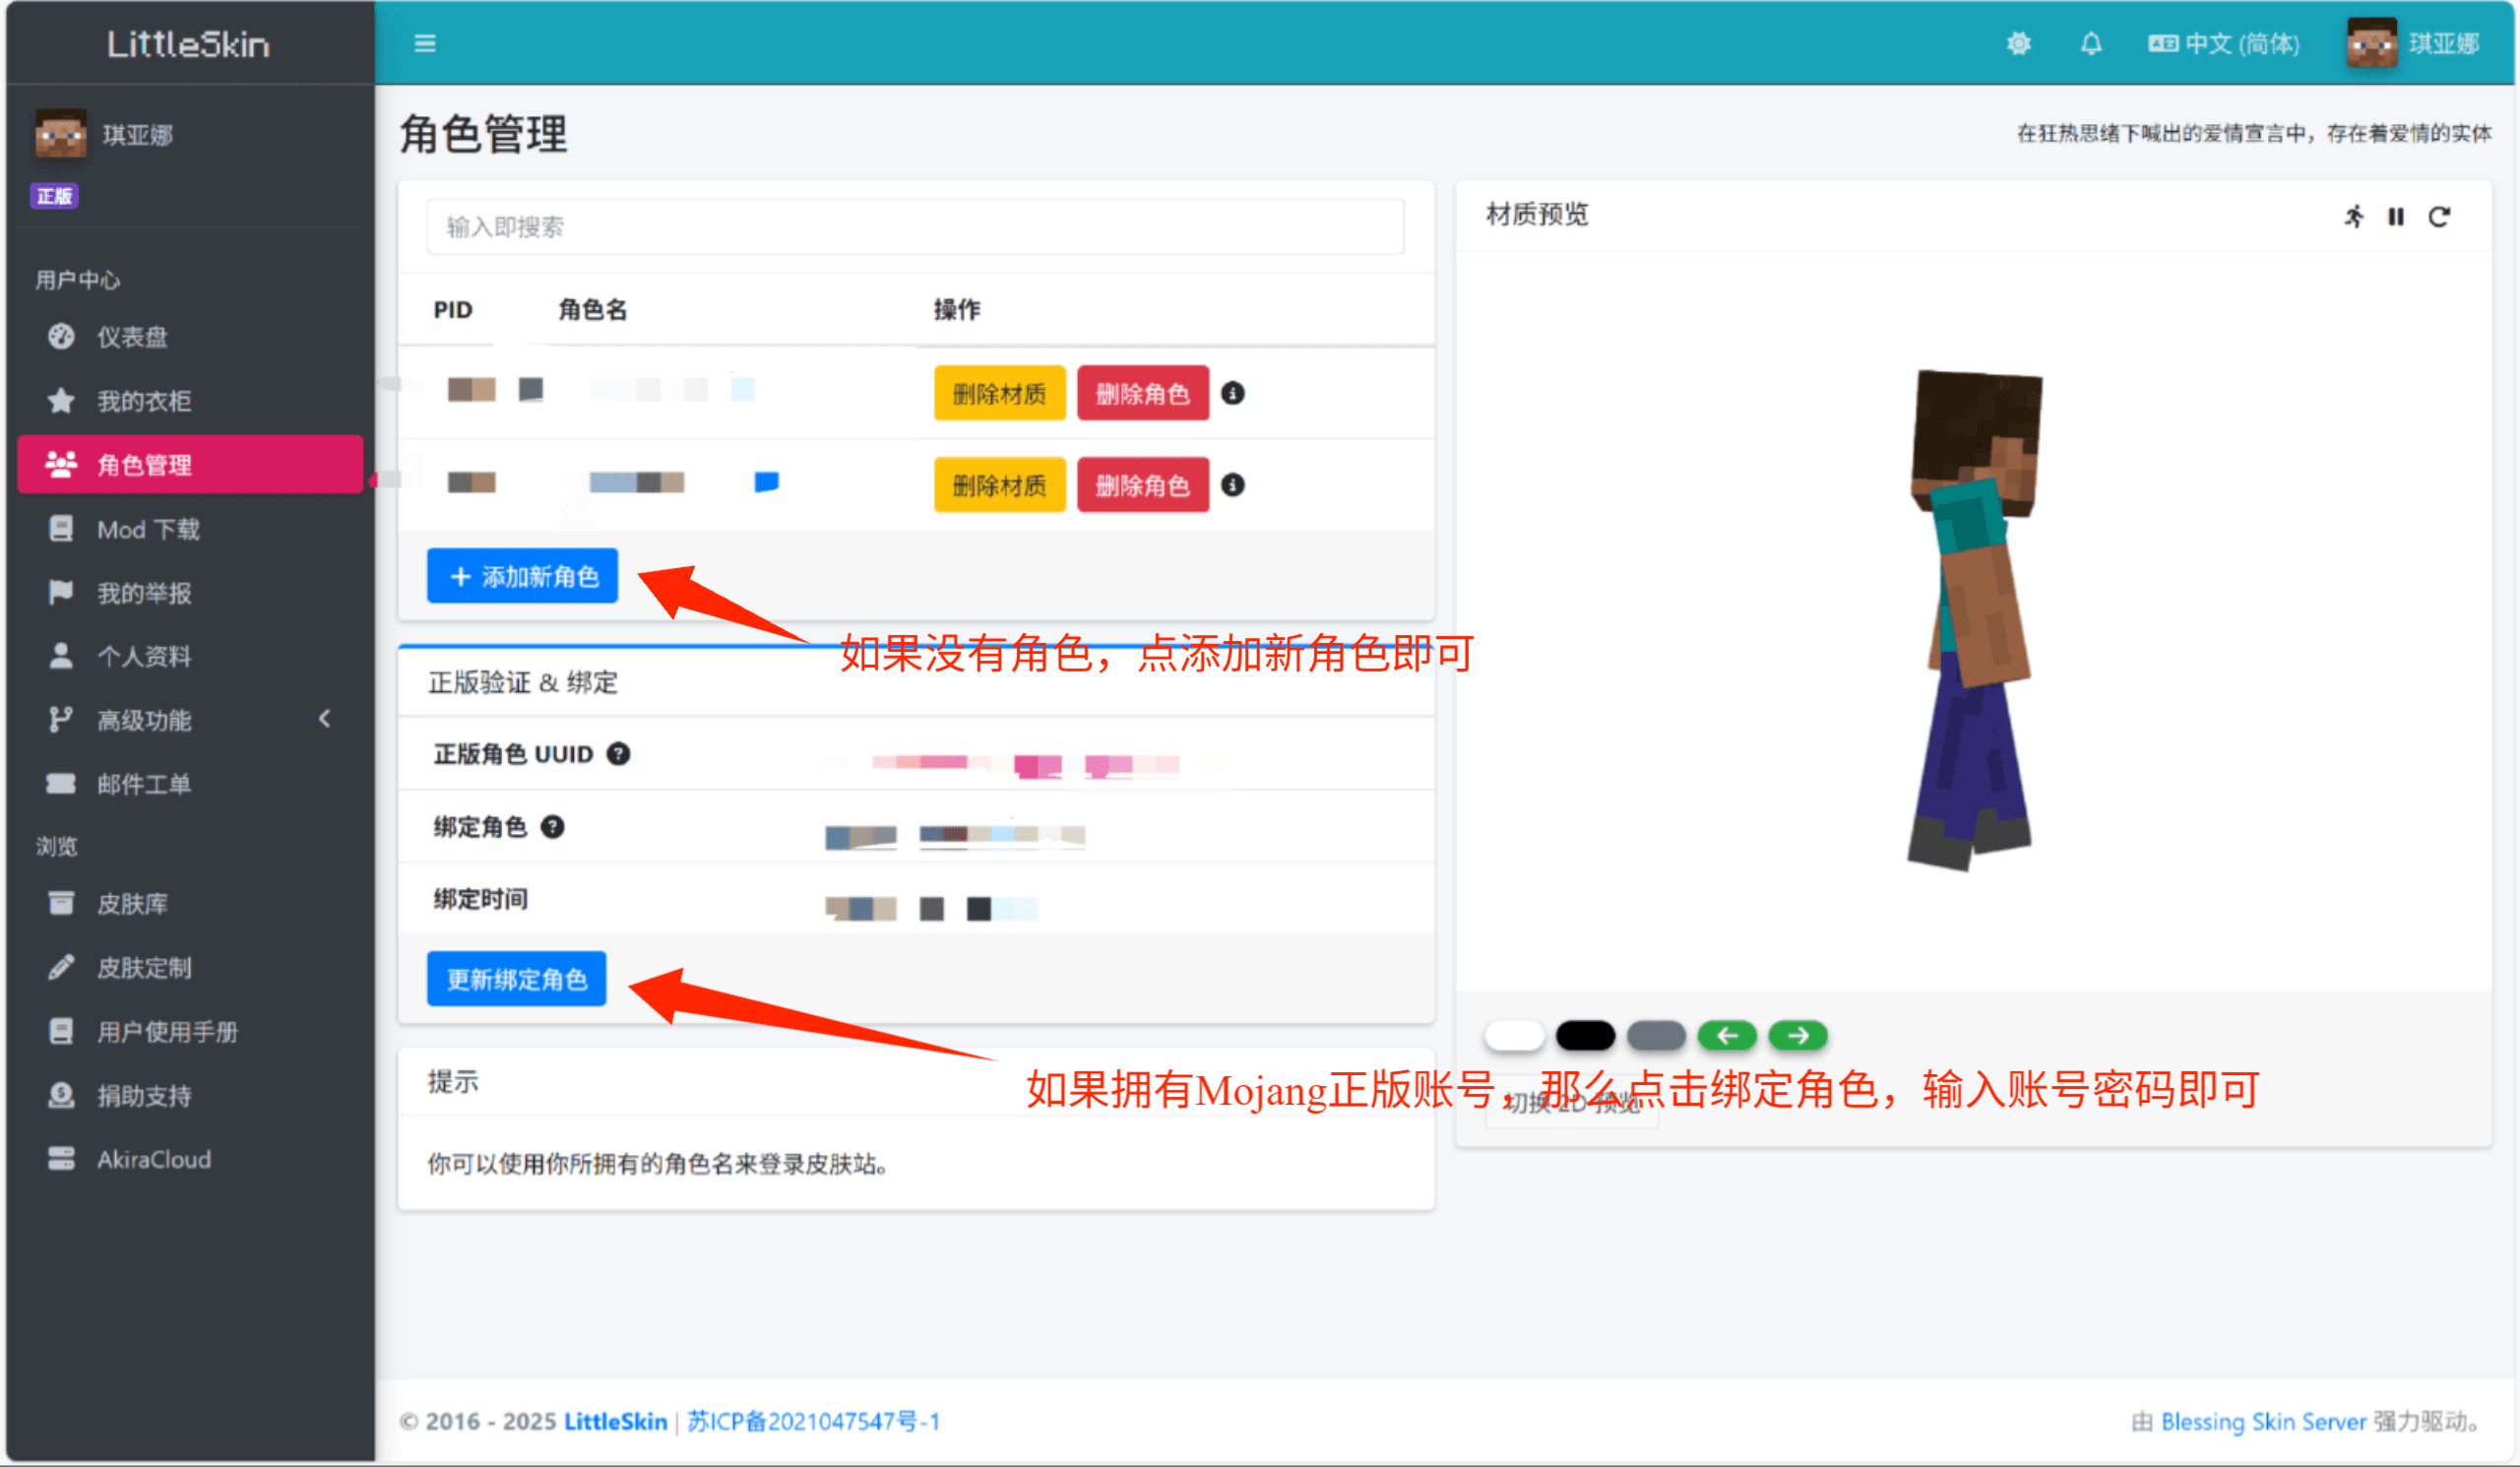 LittleSkin
中文 (简体)
琪亚娜
琪亚娜
正版
用户中心
仪表盘
我的衣柜
角色管理
Mod 下载
我的举报
个人资料
高级功能
邮件工单
浏览
皮肤库
皮肤定制
用户使用手册
捐助支持
AkiraCloud
角色管理
在狂热思绪下喊出的爱情宣言中，存在着爱情的实体
输入即搜索
PID 角色名 操作
删除材质 删除角色
删除材质 删除角色
添加新角色
如果没有角色，点添加新角色即可
正版验证 & 绑定
正版角色 UUID
绑定角色
绑定时间
更新绑定角色
如果拥有Mojang正版账号，那么点击绑定角色，输入账号密码即可
提示
你可以使用你所拥有的角色名来登录皮肤站。
材质预览
切换 2D 预览
© 2016 - 2025 LittleSkin | 苏ICP备2021047547号-1
由 Blessing Skin Server 强力驱动。